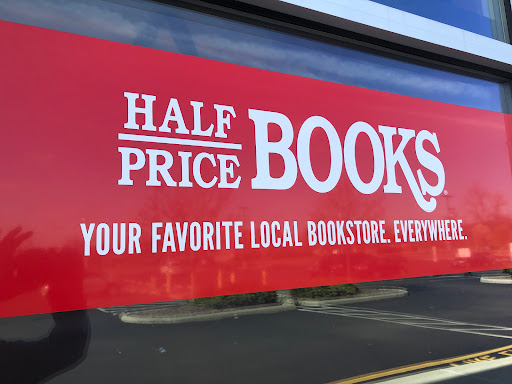 HALF
PRICE BOOKS
YOUR FAVORITE LOCAL BOOKSTORE. EVERYWHERE.